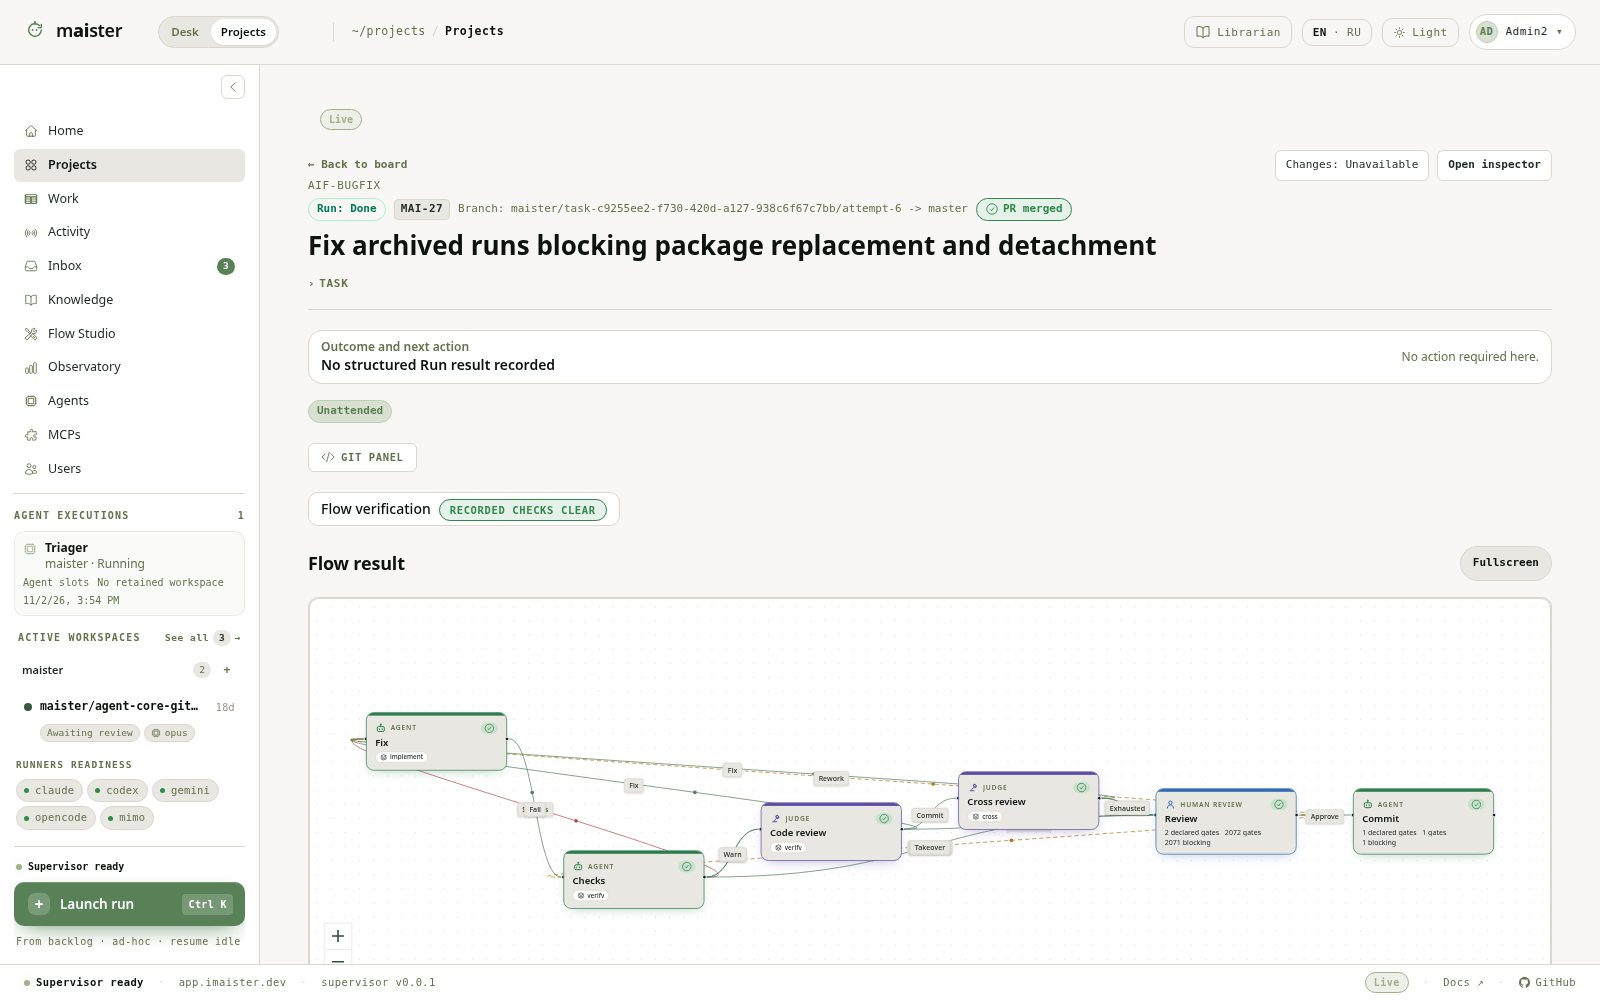 maister
Desk Projects
~/projects / Projects
Librarian
EN · RU
Light
AD Admin2 ▾
Home
Projects
Work
Activity
Inbox 3
Knowledge
Flow Studio
Observatory
Agents
MCPs
Users
AGENT EXECUTIONS 1
Triager
maister · Running
Agent slots No retained workspace
11/2/26, 3:54 PM
ACTIVE WORKSPACES See all 3 →
maister 2 +
maister/agent-core-git… 18d
Awaiting review opus
RUNNERS READINESS
claude codex gemini
opencode mimo
Supervisor ready
+ Launch run Ctrl K
From backlog · ad-hoc · resume idle
Live
← Back to board
Changes: Unavailable Open inspector
AIF-BUGFIX
Run: Done MAI-27 Branch: maister/task-c9255ee2-f730-420d-a127-938c6f67c7bb/attempt-6 -> master PR merged
Fix archived runs blocking package replacement and detachment
› TASK
Outcome and next action
No structured Run result recorded
No action required here.
Unattended
</> GIT PANEL
Flow verification RECORDED CHECKS CLEAR
Flow result Fullscreen
AGENT
Fix
implement
Fix
Rework
Fix
Fail
AGENT
Checks
verify
Warn
JUDGE
Code review
verify
Commit
Takeover
JUDGE
Cross review
cross
Exhausted
HUMAN REVIEW
Review
2 declared gates 2072 gates
2071 blocking
Approve
AGENT
Commit
1 declared gates 1 gates
1 blocking
+
−
Supervisor ready · app.imaister.dev · supervisor v0.0.1
Live · Docs ↗ · GitHub